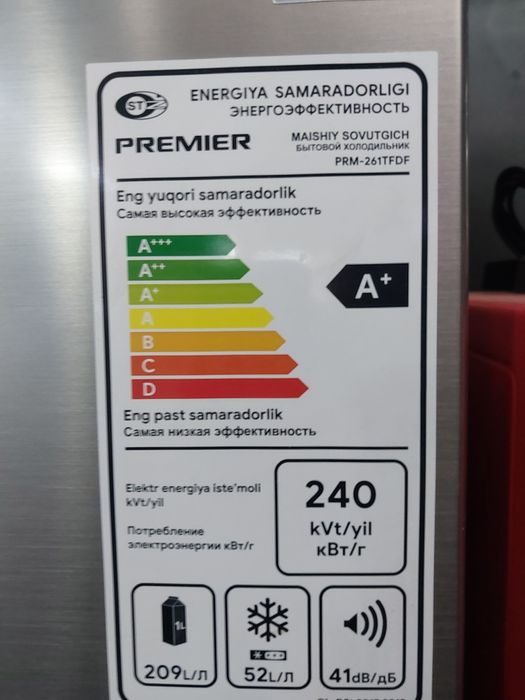 ST
ENERGIYA SAMARADORLIGI
ЭНЕРГОЭФФЕКТИВНОСТЬ
PREMIER
MAISHIY SOVUTGICH
БЫТОВОЙ ХОЛОДИЛЬНИК
PRM-261TFDF
Eng yuqori samaradorlik
Самая высокая эффективность
A+++
A++
A+
A+
A
B
C
D
Eng past samaradorlik
Самая низкая эффективность
Elektr energiya iste'moli
kVt/yil
Потребление
электроэнергии кВт/г
240
kVt/yil
кВт/г
1L
209L/Л
52L/Л
41dB/дБ